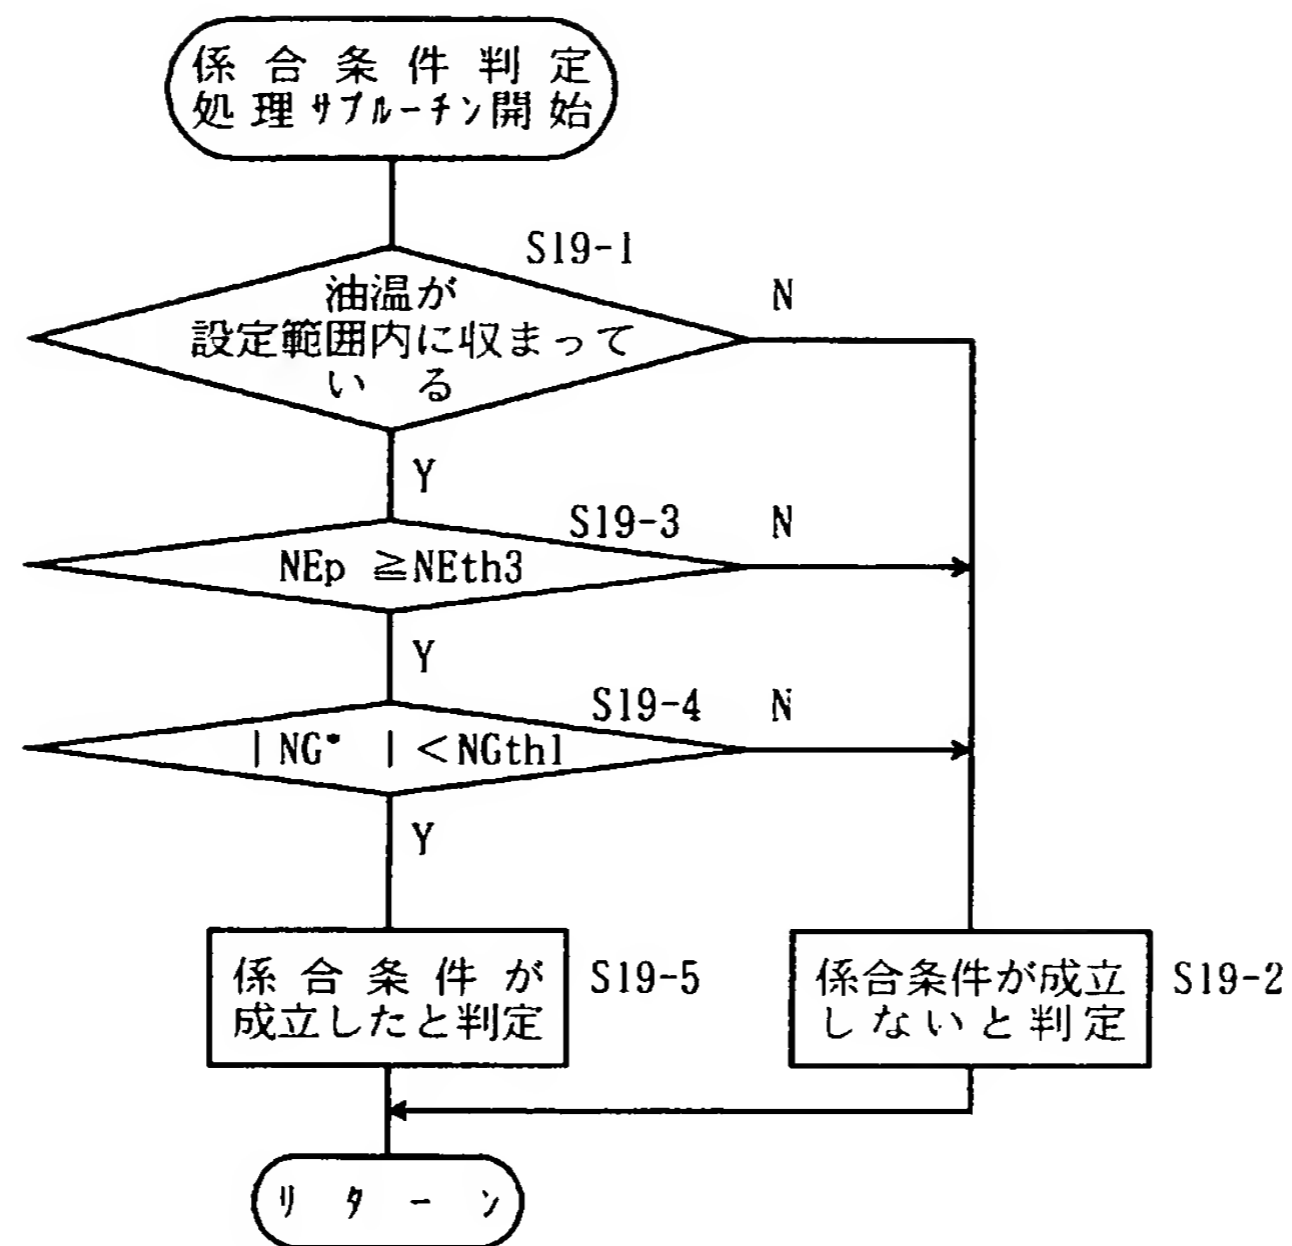 係合条件判定
処理サブルーチン開始
S19-1
油温が
設定範囲内に収まって
いる
N
Y
S19-3
N
NEp ≧NEth3
Y
S19-4
N
|NG* |<NGth1
Y
係合条件が
成立したと判定
S19-5
係合条件が成立
しないと判定
S19-2
リターン